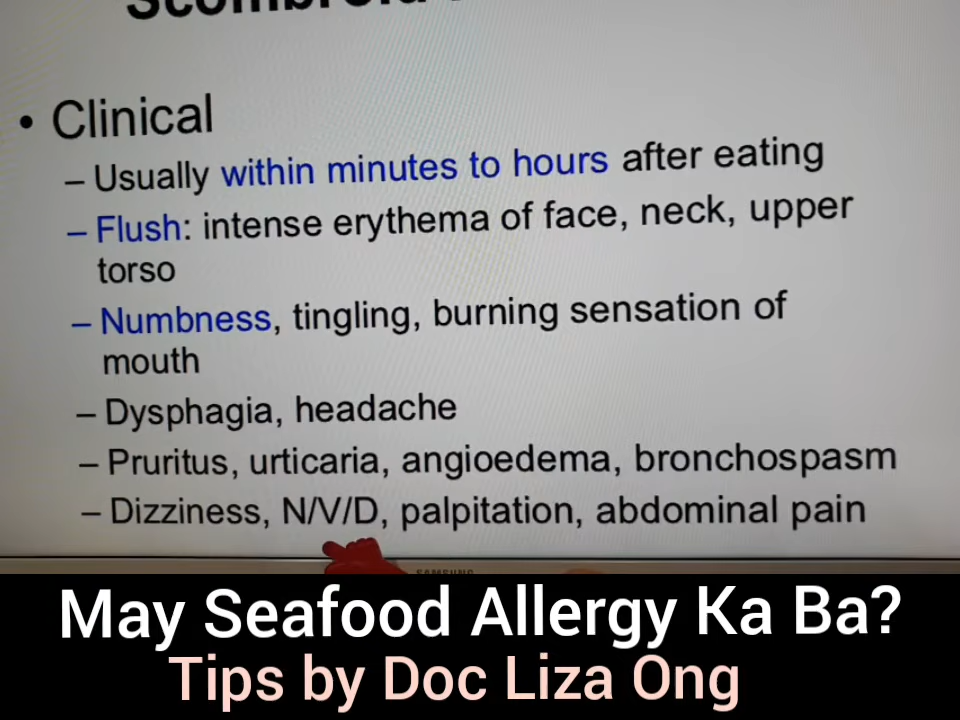 Scombroid
• Clinical
– Usually within minutes to hours after eating
– Flush: intense erythema of face, neck, upper
torso
– Numbness, tingling, burning sensation of
mouth
– Dysphagia, headache
– Pruritus, urticaria, angioedema, bronchospasm
– Dizziness, N/V/D, palpitation, abdominal pain
SAMSUNG
May Seafood Allergy Ka Ba?
Tips by Doc Liza Ong